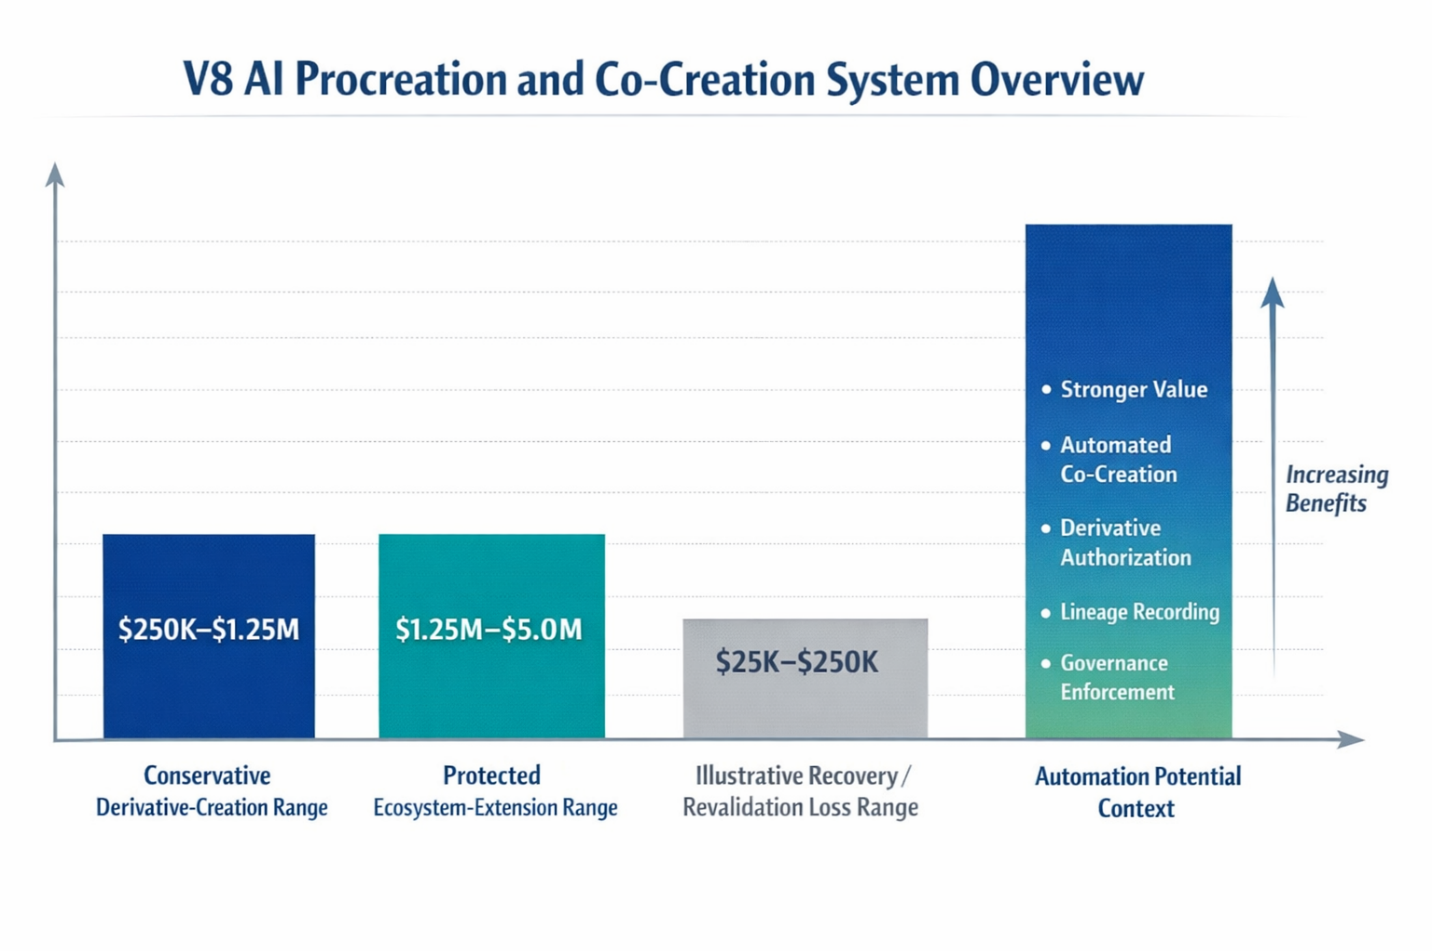 V8 AI Procreation and Co-Creation System Overview
$250K–$1.25M
$1.25M–$5.0M
$25K–$250K
• Stronger Value
• Automated
Co-Creation
• Derivative
Authorization
• Lineage Recording
• Governance
Enforcement
Increasing
Benefits
Conservative
Derivative-Creation Range
Protected
Ecosystem-Extension Range
Illustrative Recovery/
Revalidation Loss Range
Automation Potential
Context